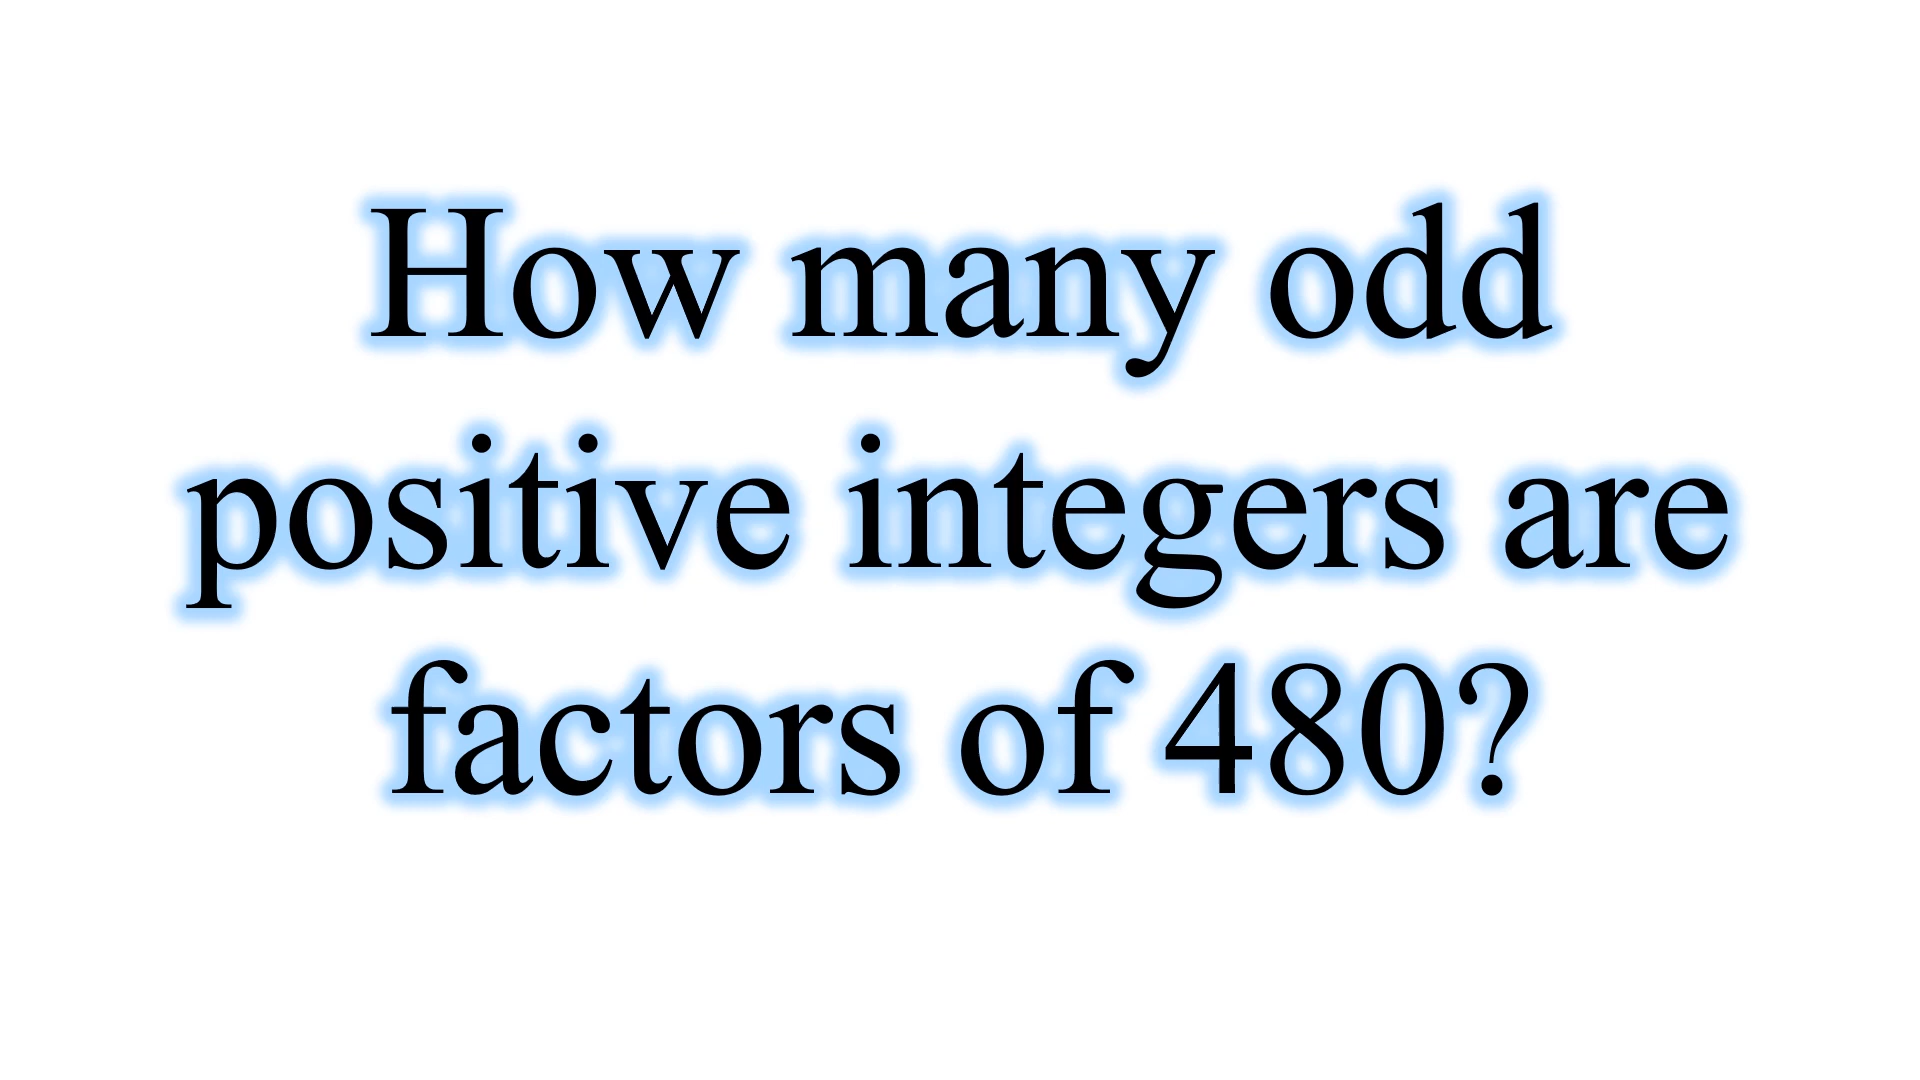 How many odd
positive integers are
factors of 480?